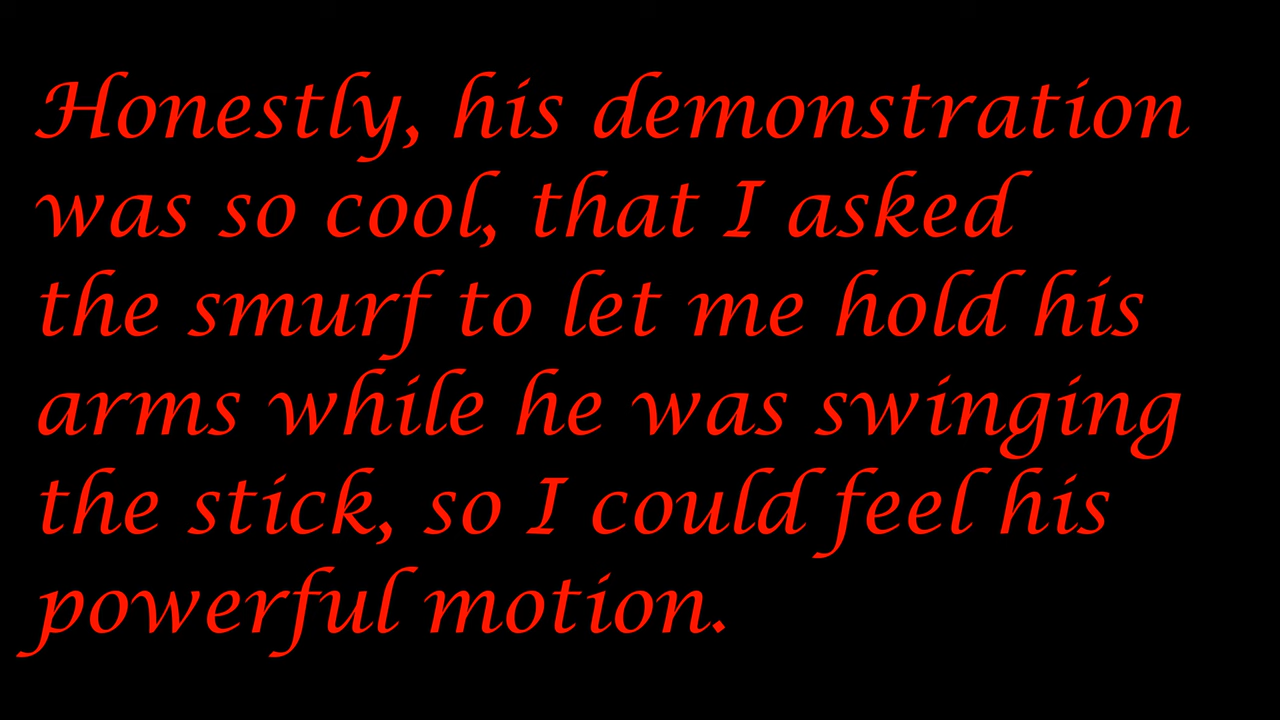 Honestly, his demonstration
was so cool, that I asked
the smurf to let me hold his
arms while he was swinging
the stick, so I could feel his
powerful motion.